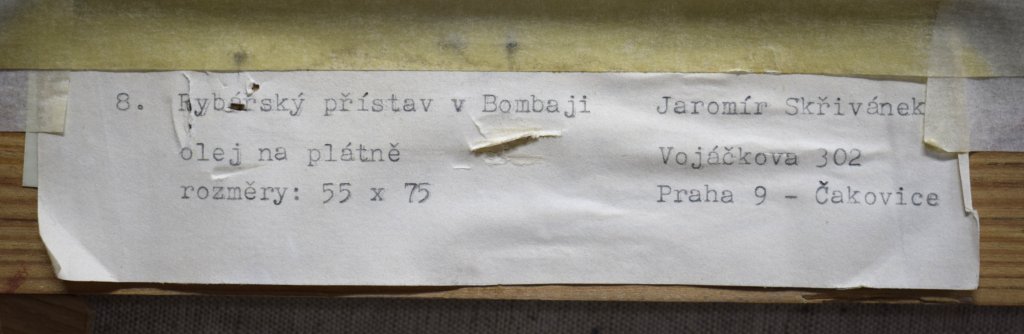 8. Rybářský přístav v Bombaji Jaromír Skřivánek
olej na plátně Vojáčkova 302
rozměry: 55 x 75 Praha 9 - Čakovice